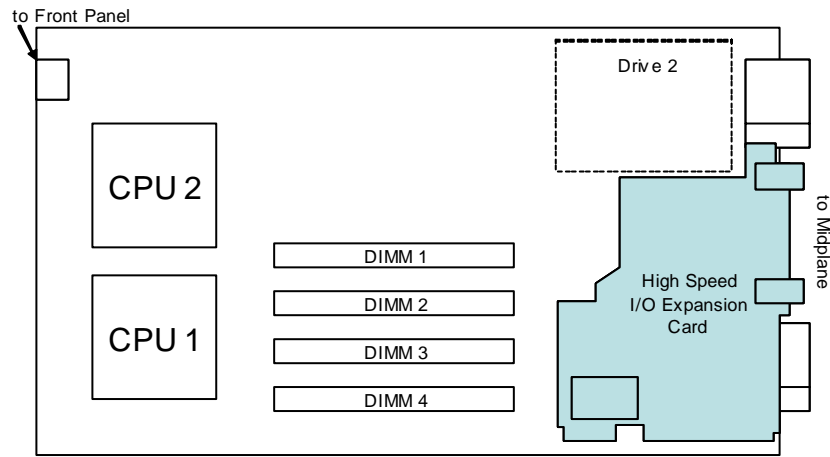 to Front Panel
Drive 2
CPU 2
to Midplane
DIMM 1
High Speed
I/O Expansion
Card
DIMM 2
CPU 1
DIMM 3
DIMM 4